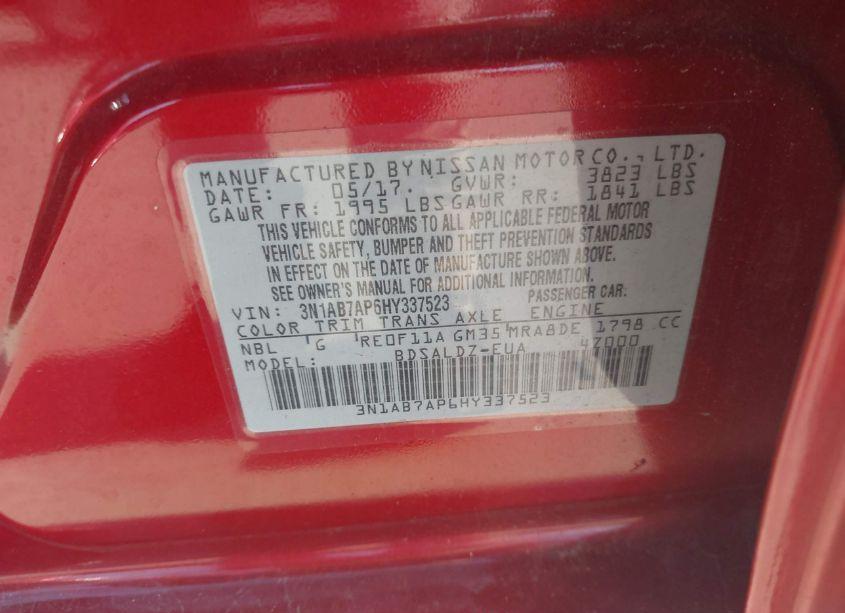 MANUFACTURED BY NISSAN MOTOR CO., LTD.
DATE: 05/17. GVWR: 3823 LBS
GAWR FR: 1995 LBS GAWR RR: 1841 LBS
THIS VEHICLE CONFORMS TO ALL APPLICABLE FEDERAL MOTOR
VEHICLE SAFETY, BUMPER AND THEFT PREVENTION STANDARDS
IN EFFECT ON THE DATE OF MANUFACTURE SHOWN ABOVE.
SEE OWNER'S MANUAL FOR ADDITIONAL INFORMATION.
VIN: 3N1AB7AP6HY337523 PASSENGER CAR.
COLOR TRIM TRANS AXLE ENGINE
NBL G RE0F11A GM35 MRA8DE 1798 CC
MODEL: BDSALDZ-EUA 4Z000
3N1AB7AP6HY337523